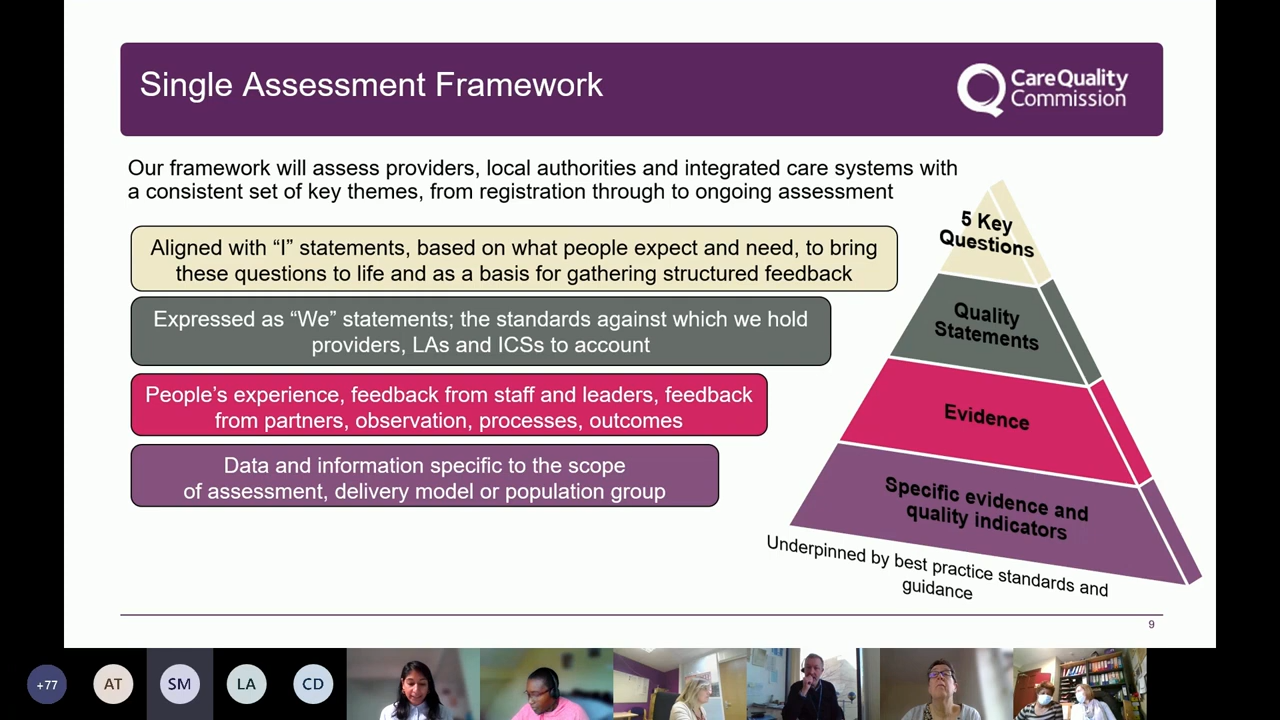 Single Assessment Framework
CareQuality
Commission
Our framework will assess providers, local authorities and integrated care systems with
a consistent set of key themes, from registration through to ongoing assessment
Aligned with “I” statements, based on what people expect and need, to bring
these questions to life and as a basis for gathering structured feedback
Expressed as “We” statements; the standards against which we hold
providers, LAs and ICSs to account
People’s experience, feedback from staff and leaders, feedback
from partners, observation, processes, outcomes
Data and information specific to the scope
of assessment, delivery model or population group
5 Key
Questions
Quality
Statements
Evidence
Specific evidence and
quality indicators
Underpinned by best practice standards and
guidance
9
+77
AT
SM
LA
CD